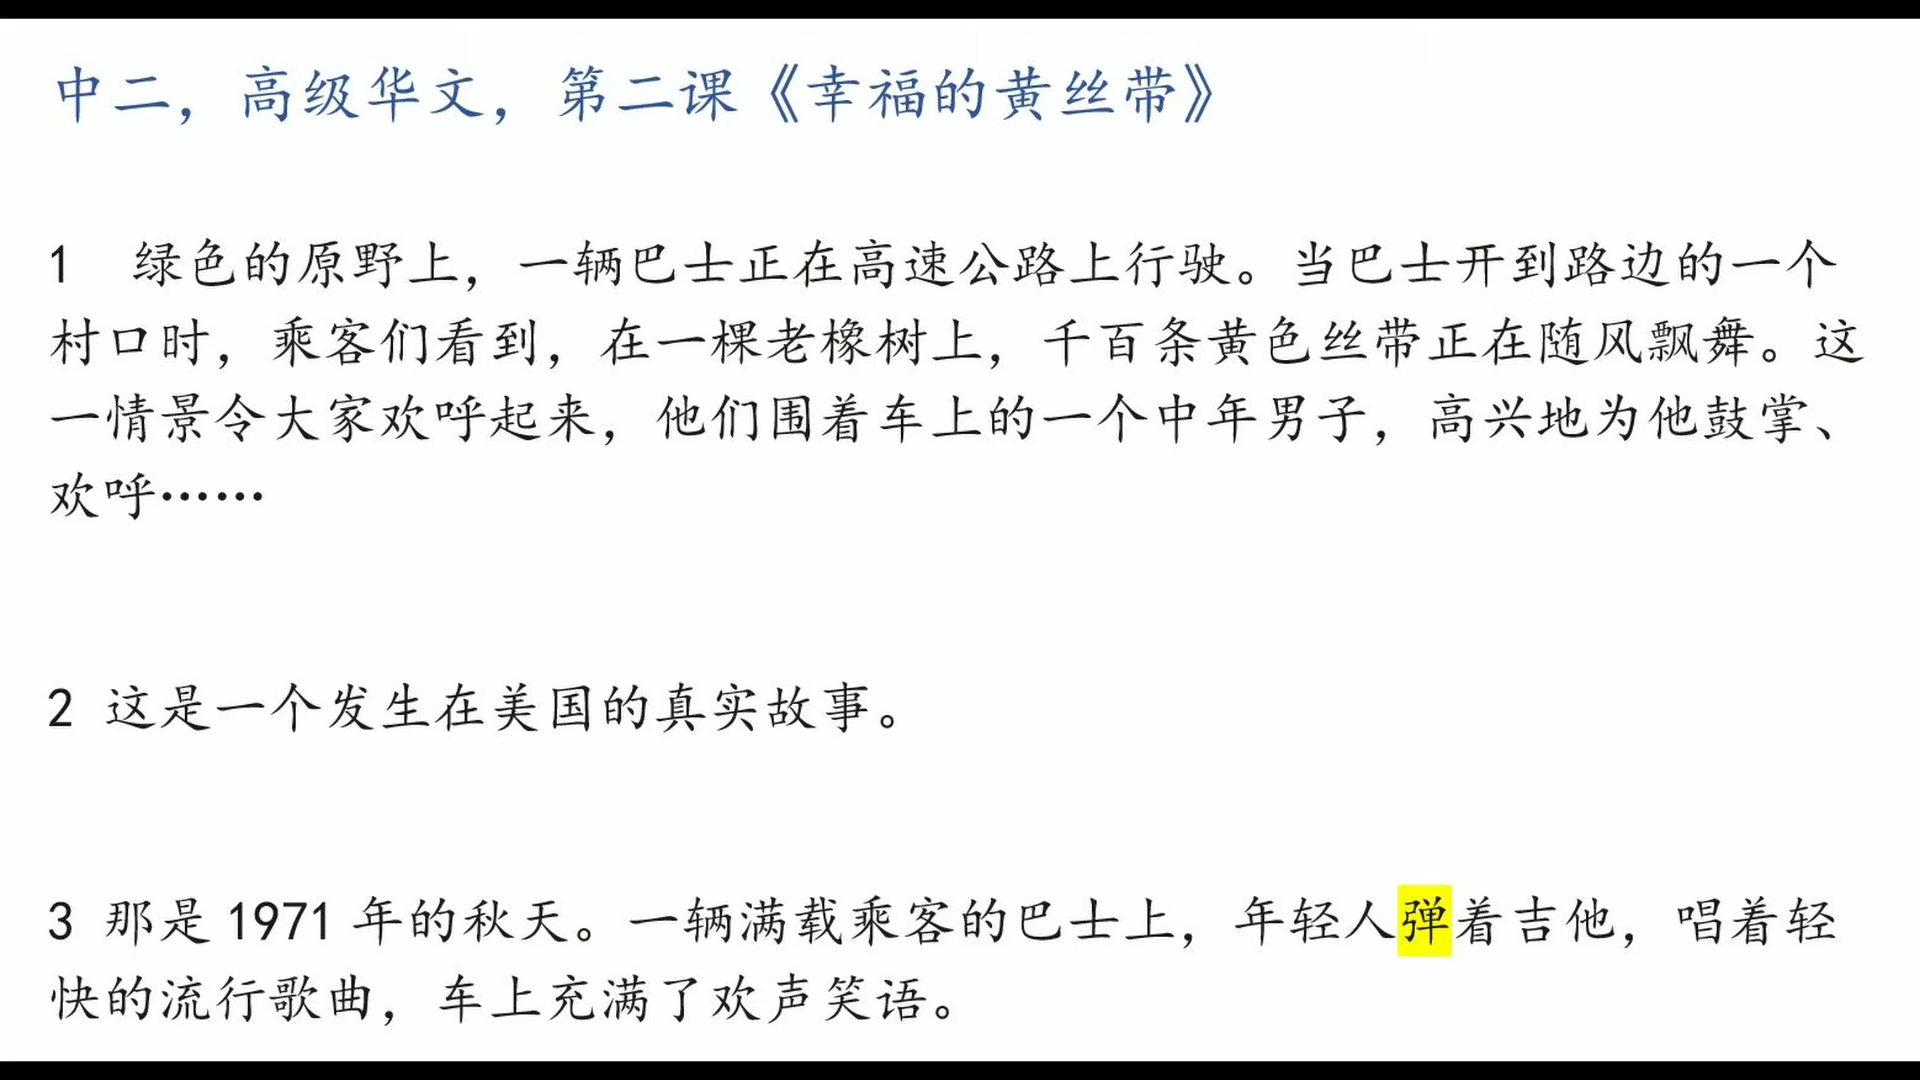 中二，高级华文，第二课《幸福的黄丝带》
1 绿色的原野上，一辆巴士正在高速公路上行驶。当巴士开到路边的一个
村口时，乘客们看到，在一棵老橡树上，千百条黄色丝带正在随风飘舞。这
一情景令大家欢呼起来，他们围着车上的一个中年男子，高兴地为他鼓掌、
欢呼……
2 这是一个发生在美国的真实故事。
3 那是 1971 年的秋天。一辆满载乘客的巴士上，年轻人弹着吉他，唱着轻
快的流行歌曲，车上充满了欢声笑语。